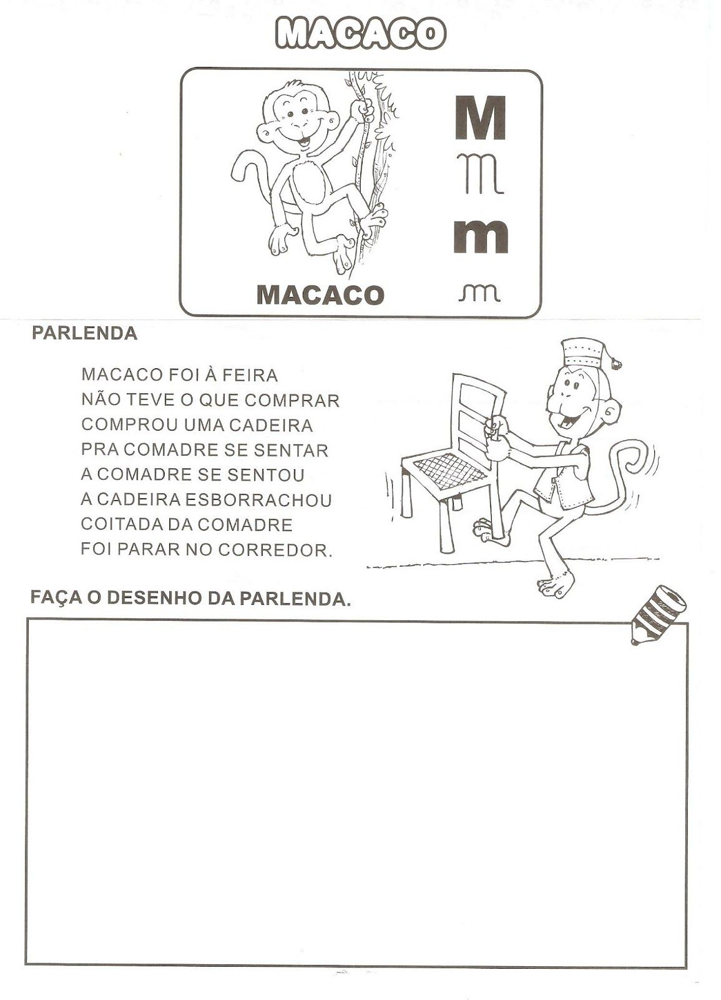 MACACO
M
m
m
m
MACACO
PARLENDA
MACACO FOI À FEIRA
NÃO TEVE O QUE COMPRAR
COMPROU UMA CADEIRA
PRA COMADRE SE SENTAR
A COMADRE SE SENTOU
A CADEIRA ESBORRACHOU
COITADA DA COMADRE
FOI PARAR NO CORREDOR.
FAÇA O DESENHO DA PARLENDA.